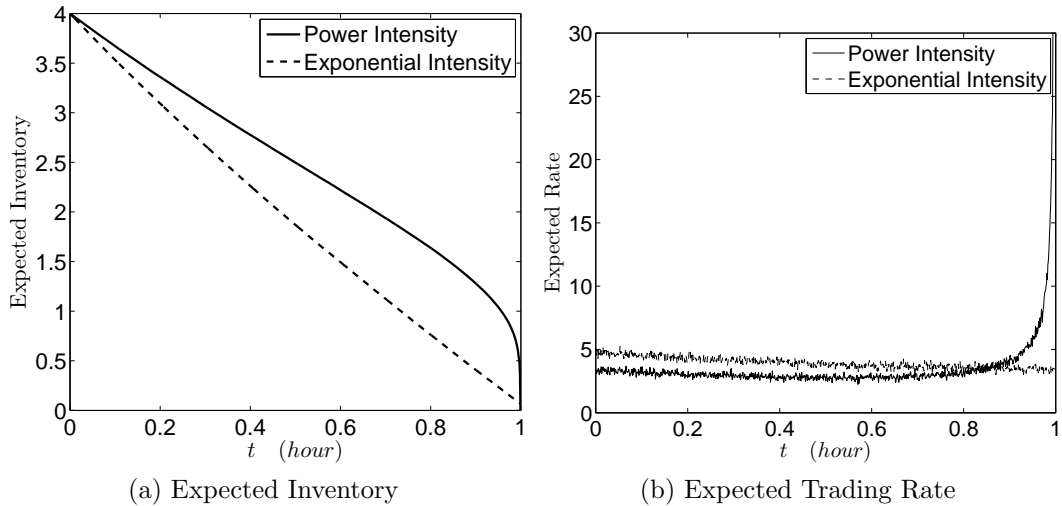 4
3.5
3
2.5
2
1.5
1
0.5
0
0 0.2 0.4 0.6 0.8 1
Expected Inventory
Power Intensity
Exponential Intensity
t (hour)
(a) Expected Inventory
30
25
20
15
10
5
0
0 0.2 0.4 0.6 0.8 1
Expected Rate
Power Intensity
Exponential Intensity
t (hour)
(b) Expected Trading Rate